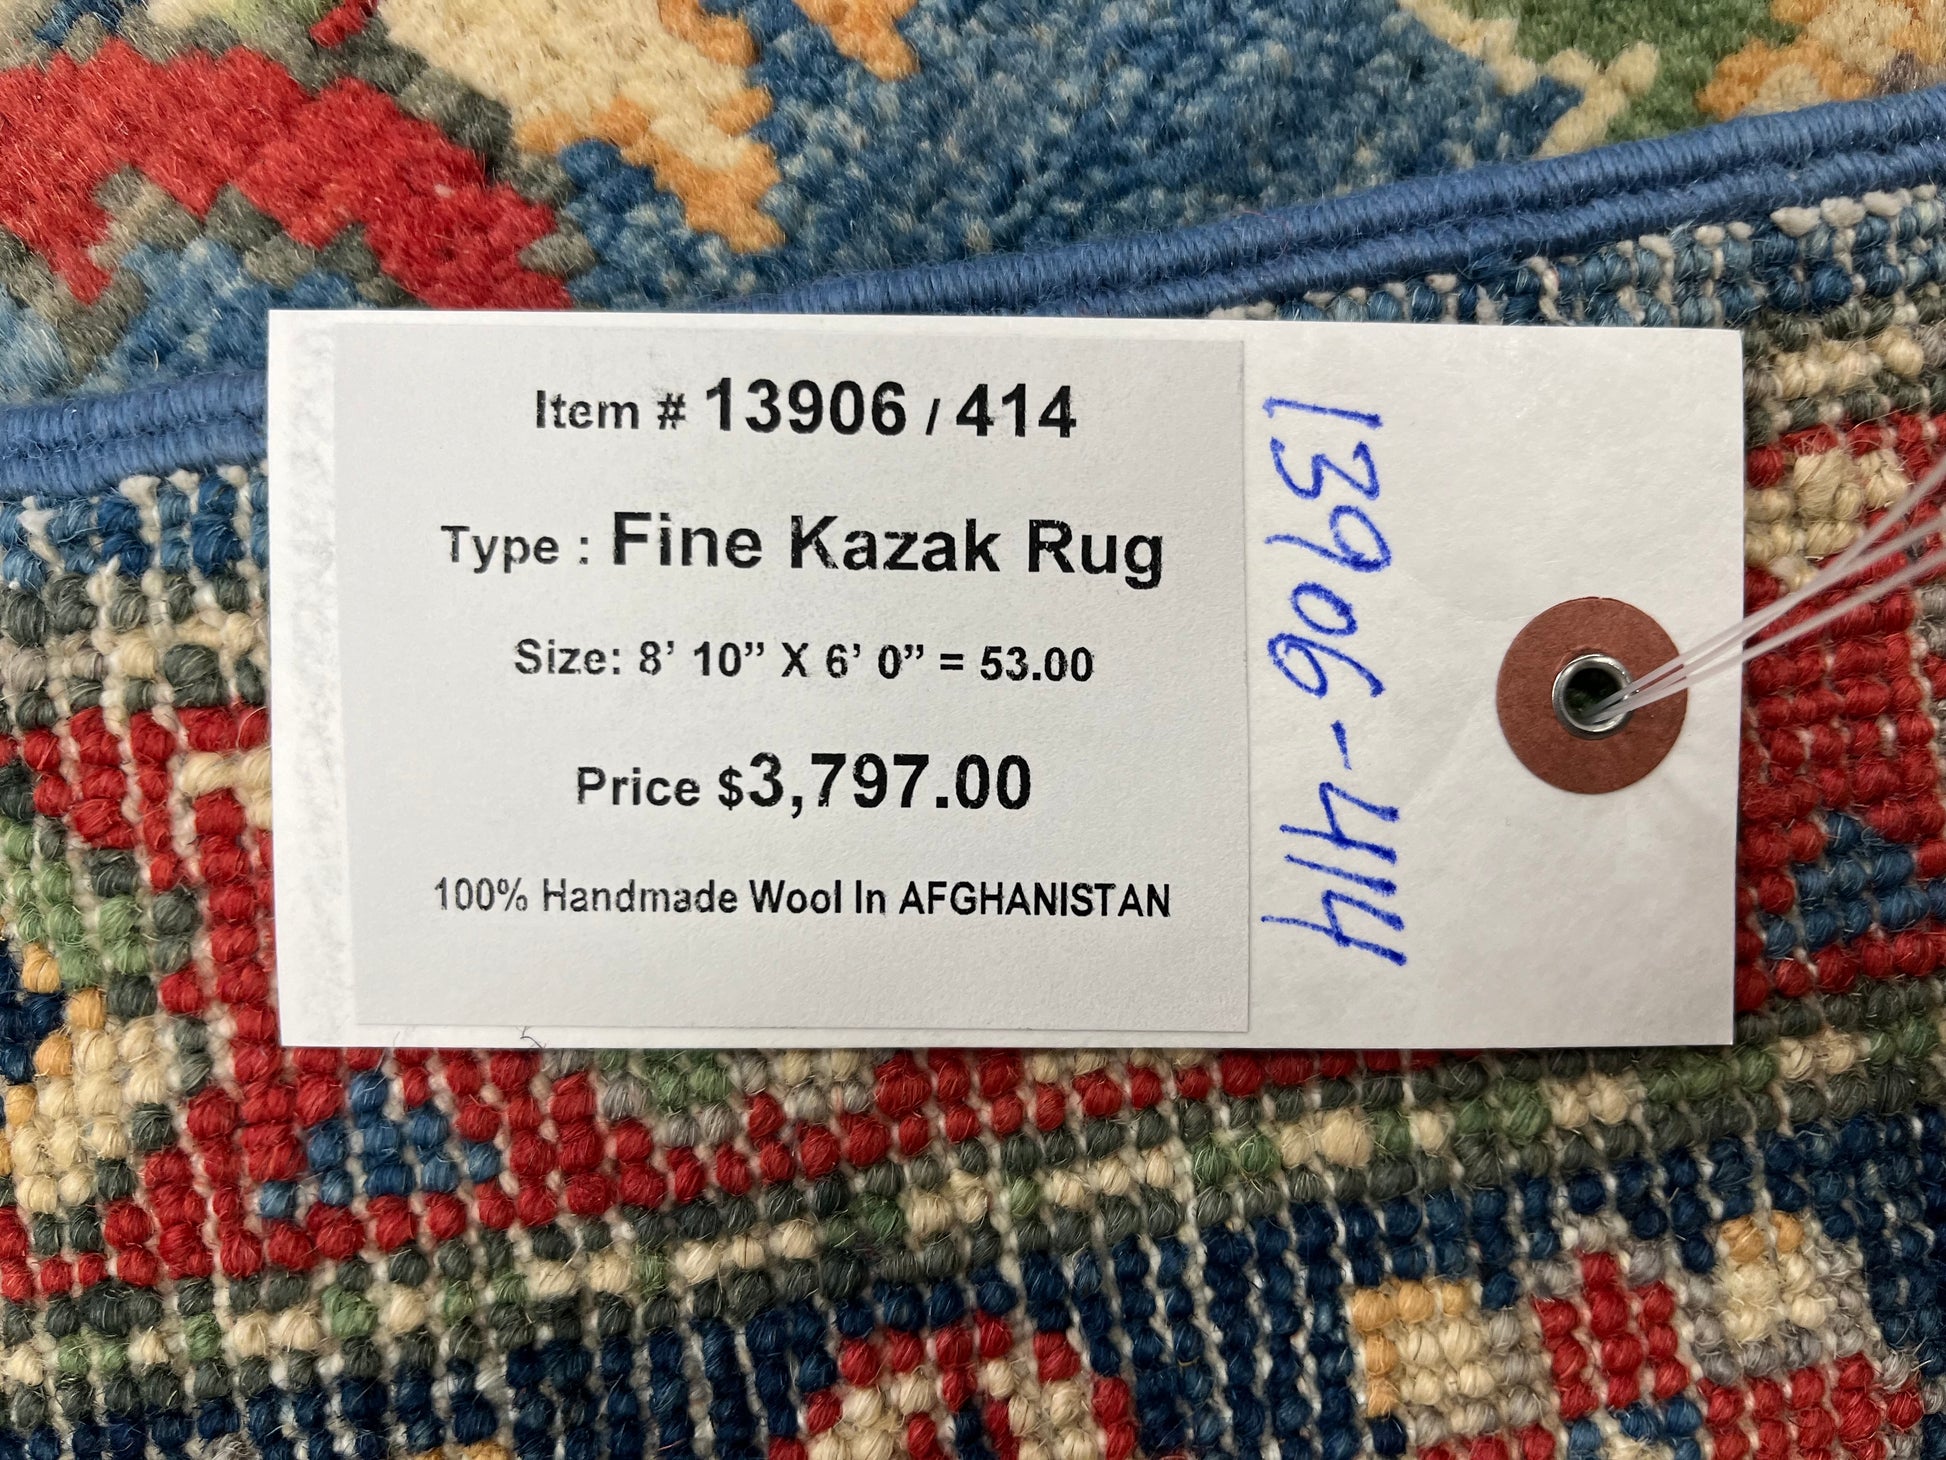 Item # 13906 / 414
Type : Fine Kazak Rug
Size: 8’ 10” X 6’ 0” = 53.00
Price $3,797.00
100% Handmade Wool In AFGHANISTAN
13906-414